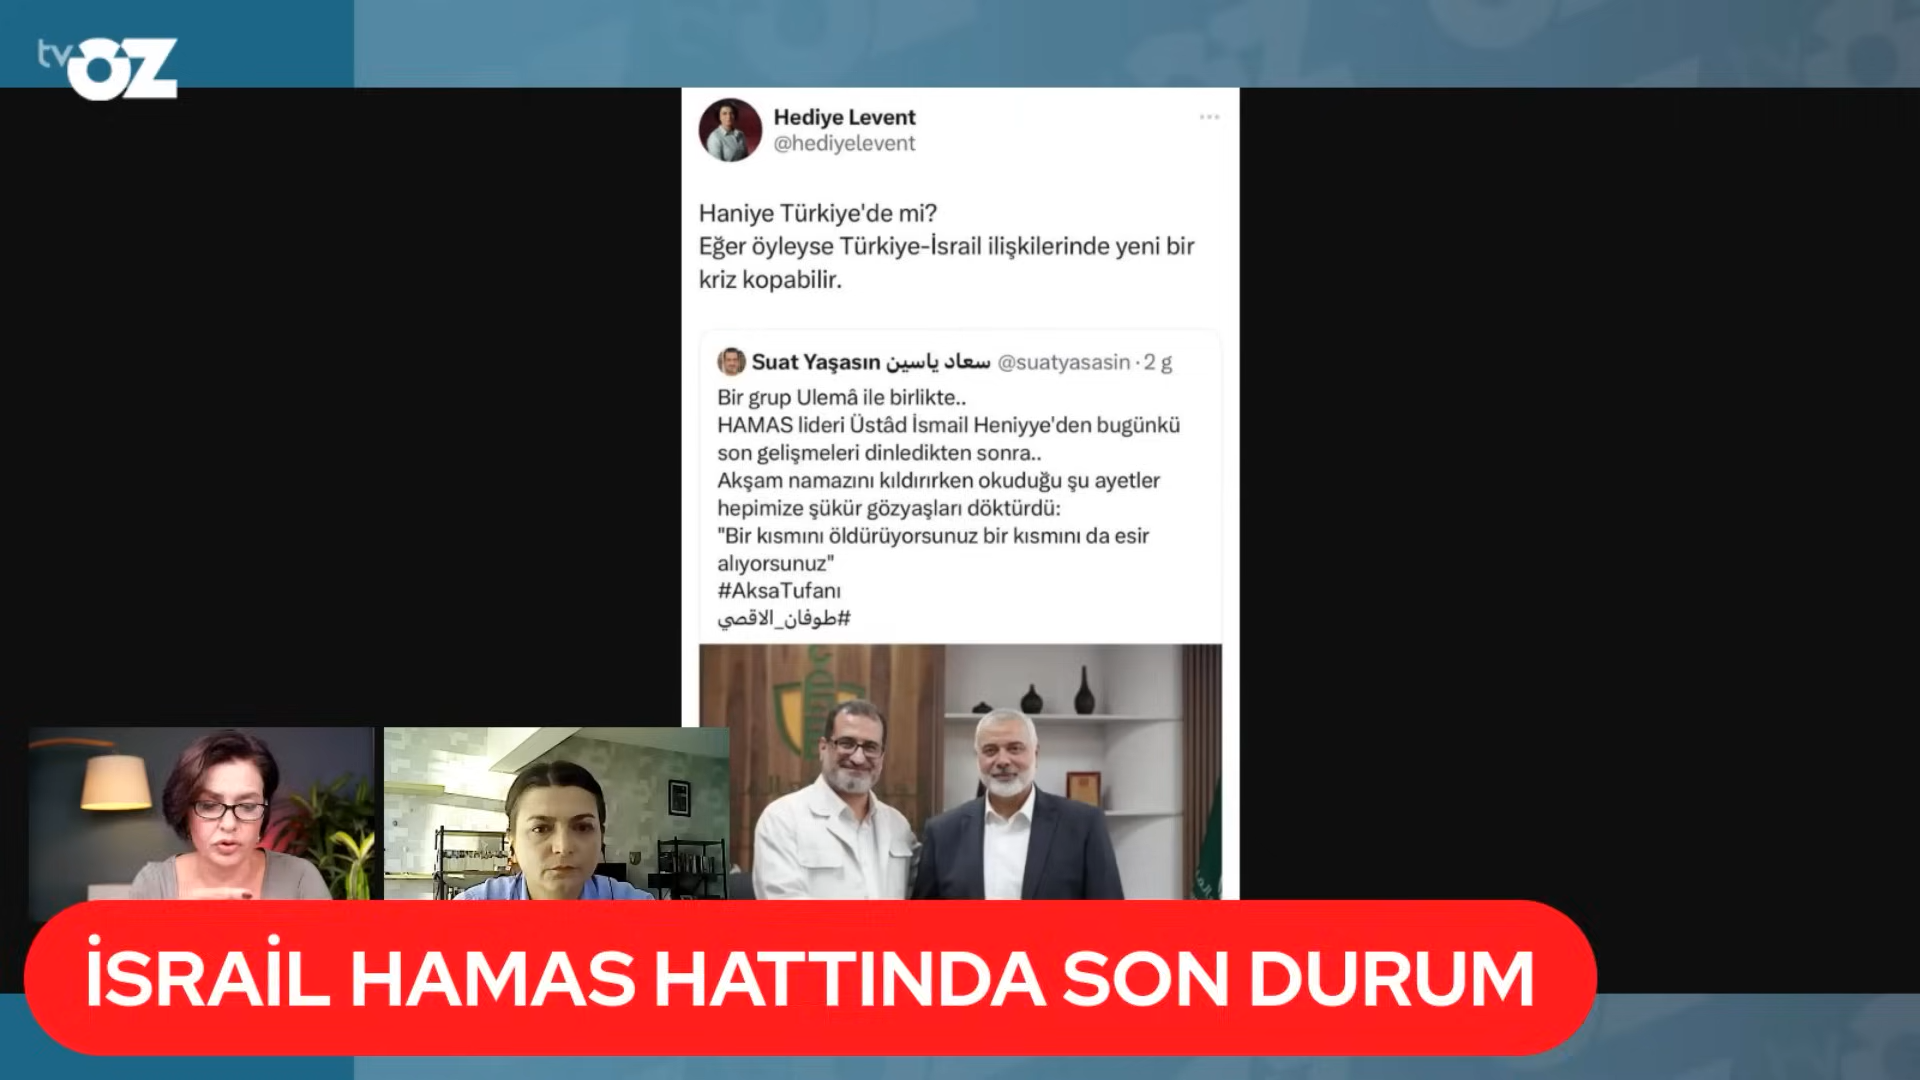 tv ÖZ
Hediye Levent
@hediyelevent
Haniye Türkiye'de mi?
Eğer öyleyse Türkiye-İsrail ilişkilerinde yeni bir
kriz kopabilir.
Suat Yaşasın سعاد ياسين @suatyasasin · 2 g
Bir grup Ulemâ ile birlikte..
HAMAS lideri Üstâd İsmail Heniyye'den bugünkü
son gelişmeleri dinledikten sonra..
Akşam namazını kıldırırken okuduğu şu ayetler
hepimize şükür gözyaşları döktürdü:
"Bir kısmını öldürüyorsunuz bir kısmını da esir
alıyorsunuz"
#AksaTufanı
#طوفان_الاقصي
İSRAİL HAMAS HATTINDA SON DURUM